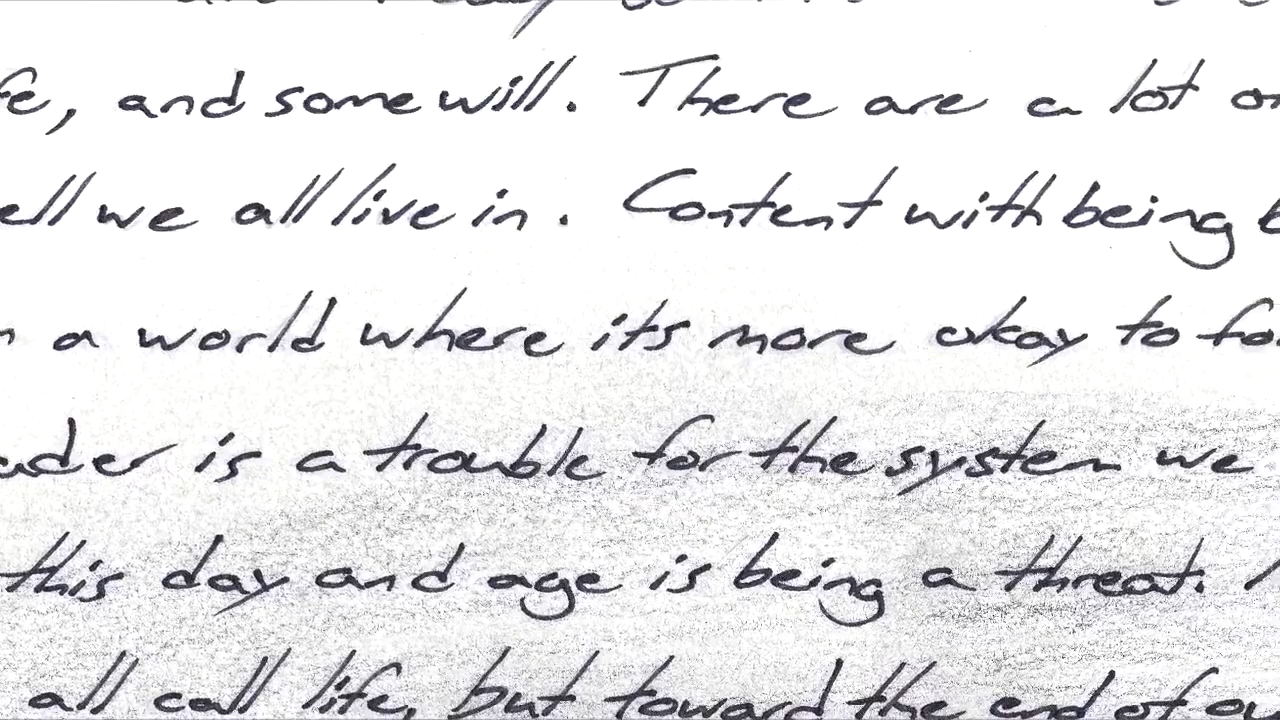 fe, and some will. There are a lot o
ell we all live in. Content with being b
n a world where its more okay to fo
ader is a trouble for the system we
this day and age is being a threat.
all call life, but toward the end of ou